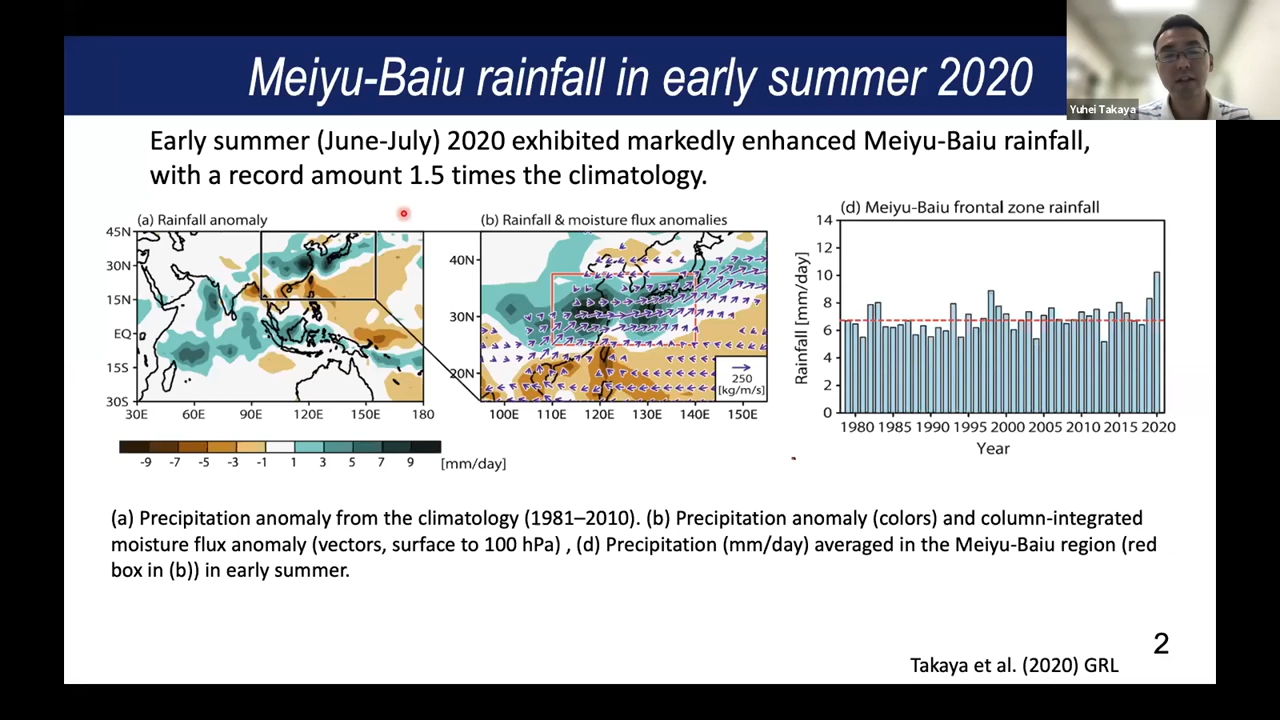 Meiyu-Baiu rainfall in early summer 2020
Yuhei Takaya
Early summer (June-July) 2020 exhibited markedly enhanced Meiyu-Baiu rainfall,
with a record amount 1.5 times the climatology.
(a) Rainfall anomaly
45N
30N
15N
EQ
15S
30S
30E 60E 90E 120E 150E 180
-9 -7 -5 -3 -1 1 3 5 7 9 [mm/day]
(b) Rainfall & moisture flux anomalies
40N
30N
20N
100E 110E 120E 130E 140E 150E
250
[kg/m/s]
(d) Meiyu-Baiu frontal zone rainfall
Rainfall [mm/day]
14
12
10
8
6
4
2
0
1980 1985 1990 1995 2000 2005 2010 2015 2020
Year
(a) Precipitation anomaly from the climatology (1981–2010). (b) Precipitation anomaly (colors) and column-integrated
moisture flux anomaly (vectors, surface to 100 hPa) , (d) Precipitation (mm/day) averaged in the Meiyu-Baiu region (red
box in (b)) in early summer.
2
Takaya et al. (2020) GRL